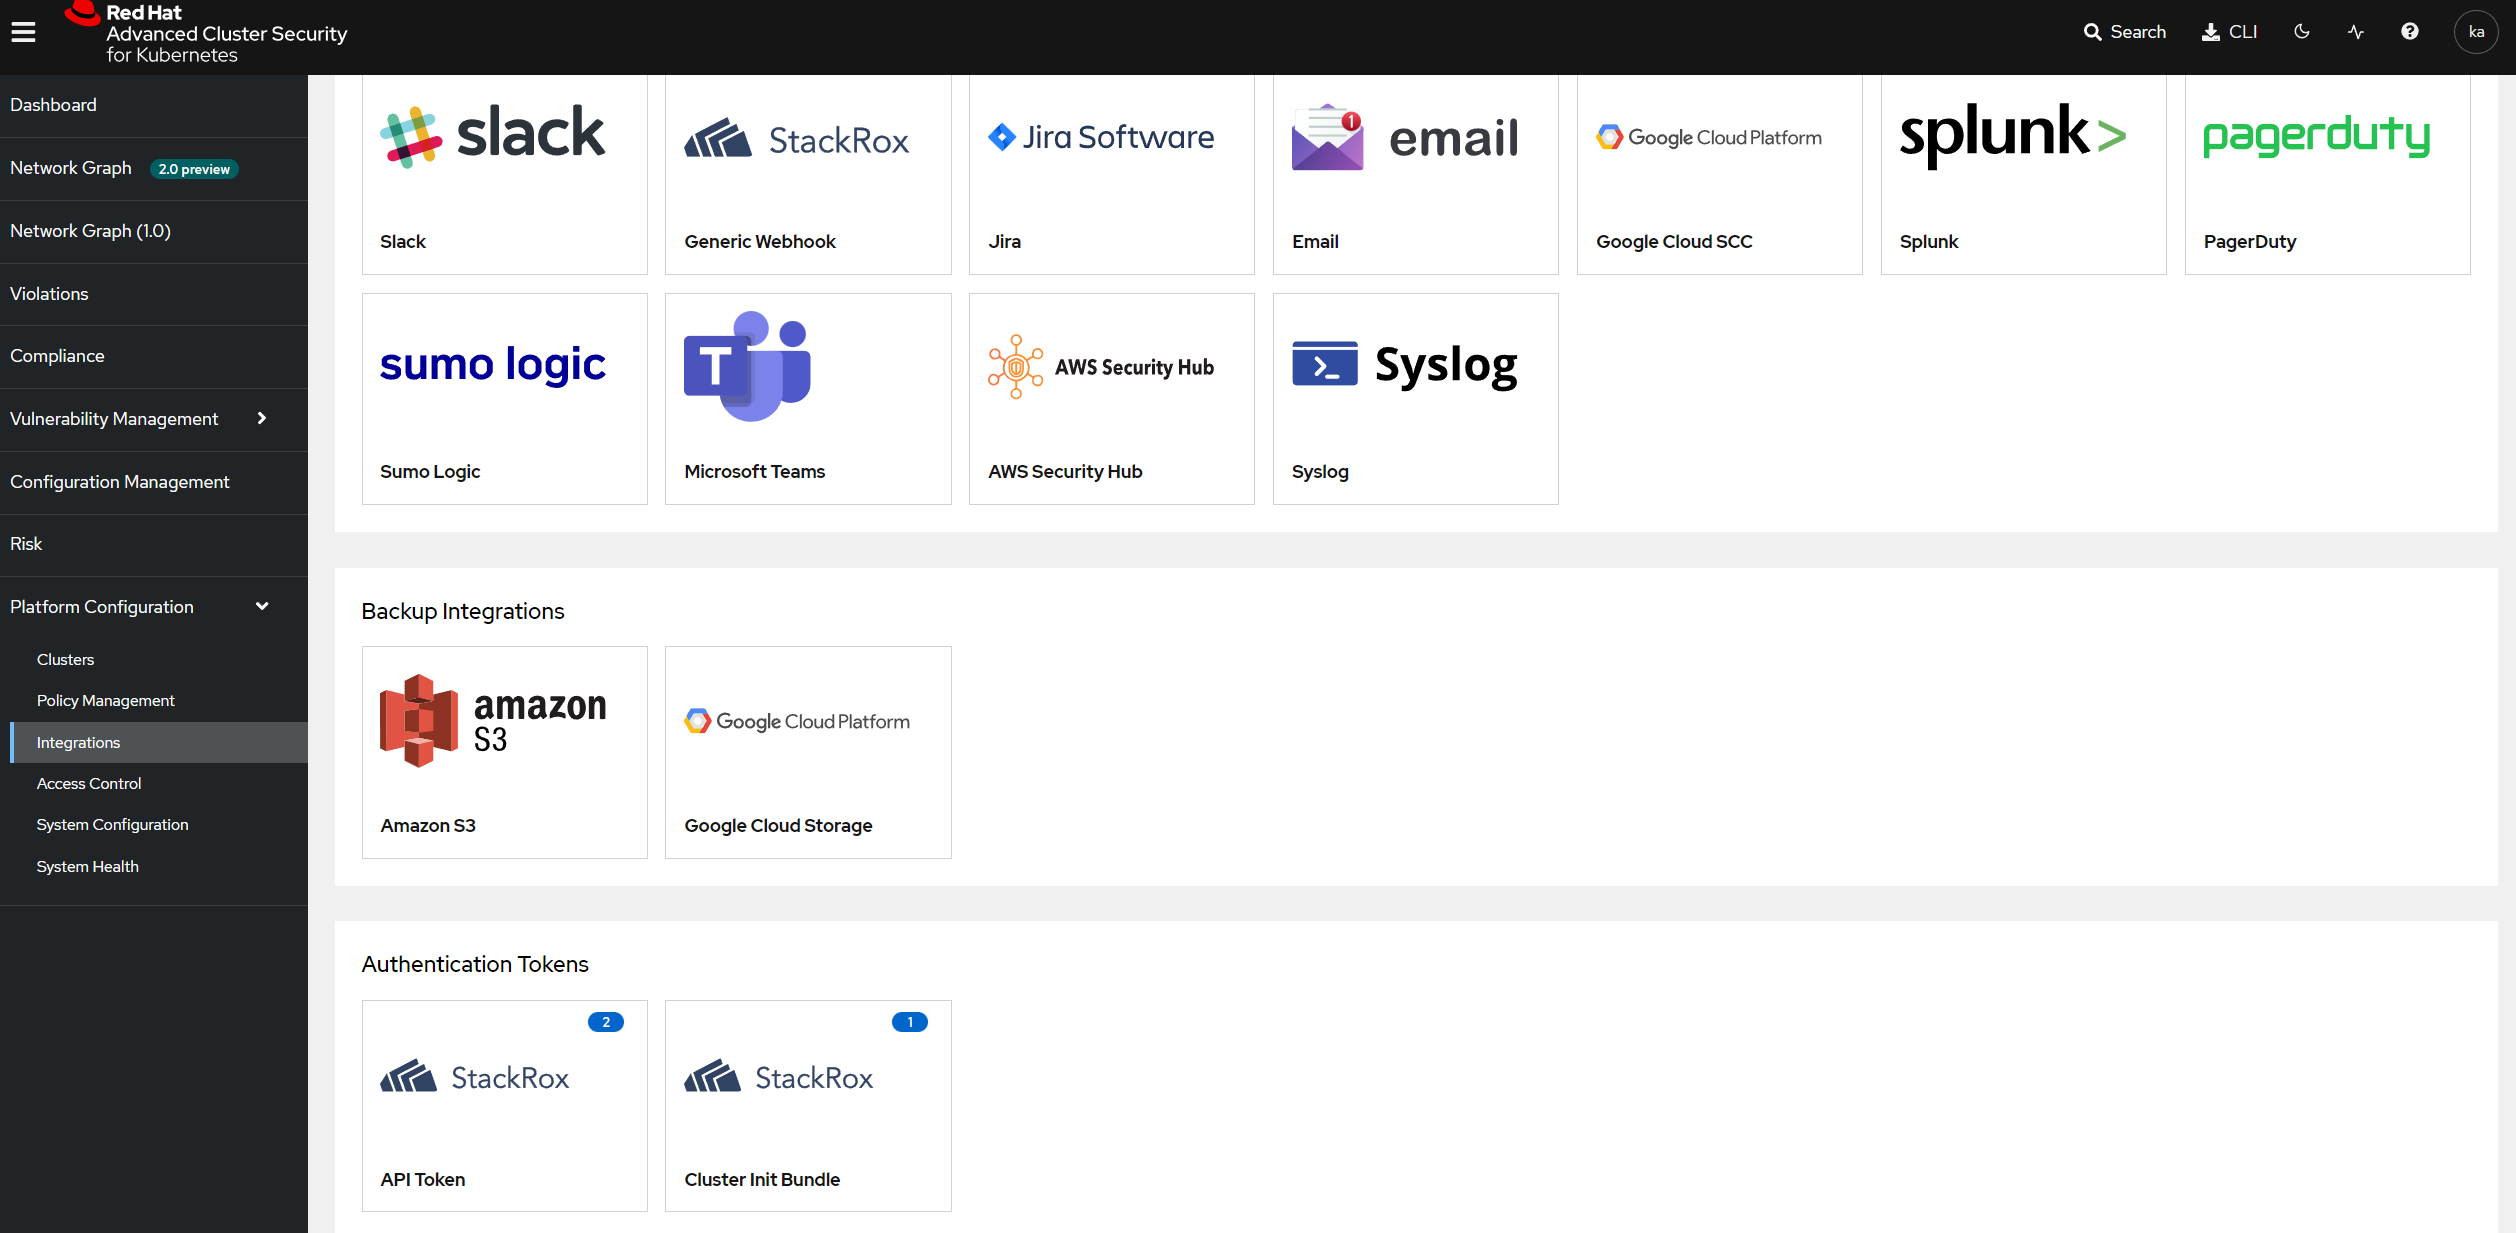 Red Hat
Advanced Cluster Security
for Kubernetes
Search
CLI
ka
Dashboard
Network Graph 2.0 preview
Network Graph (1.0)
Violations
Compliance
Vulnerability Management
Configuration Management
Risk
Platform Configuration
Clusters
Policy Management
Integrations
Access Control
System Configuration
System Health
slack
Slack
StackRox
Generic Webhook
Jira Software
Jira
1
email
Email
Google Cloud Platform
Google Cloud SCC
splunk>
Splunk
pagerduty
PagerDuty
sumo logic
Sumo Logic
T
Microsoft Teams
AWS Security Hub
AWS Security Hub
>_
Syslog
Syslog
Backup Integrations
amazon
S3
Amazon S3
Google Cloud Platform
Google Cloud Storage
Authentication Tokens
2
StackRox
API Token
1
StackRox
Cluster Init Bundle